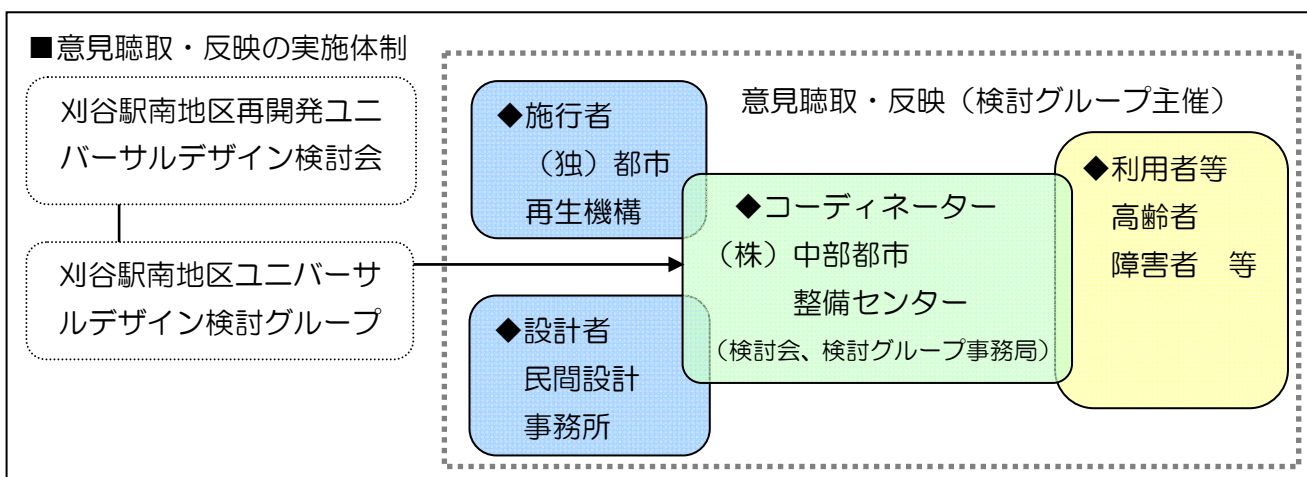 ■意見聴取・反映の実施体制
刈谷駅南地区再開発ユニ
バーサルデザイン検討会
刈谷駅南地区ユニバーサ
ルデザイン検討グループ
意見聴取・反映（検討グループ主催）
◆施行者
（独）都市
再生機構
◆設計者
民間設計
事務所
◆コーディネーター
（株）中部都市
整備センター
（検討会、検討グループ事務局）
◆利用者等
高齢者
障害者　等